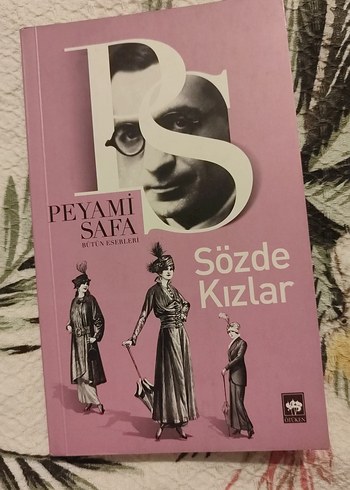 PS
PEYAMİ
SAFA
BÜTÜN ESERLERİ
Sözde
Kızlar
ÖTÜKEN